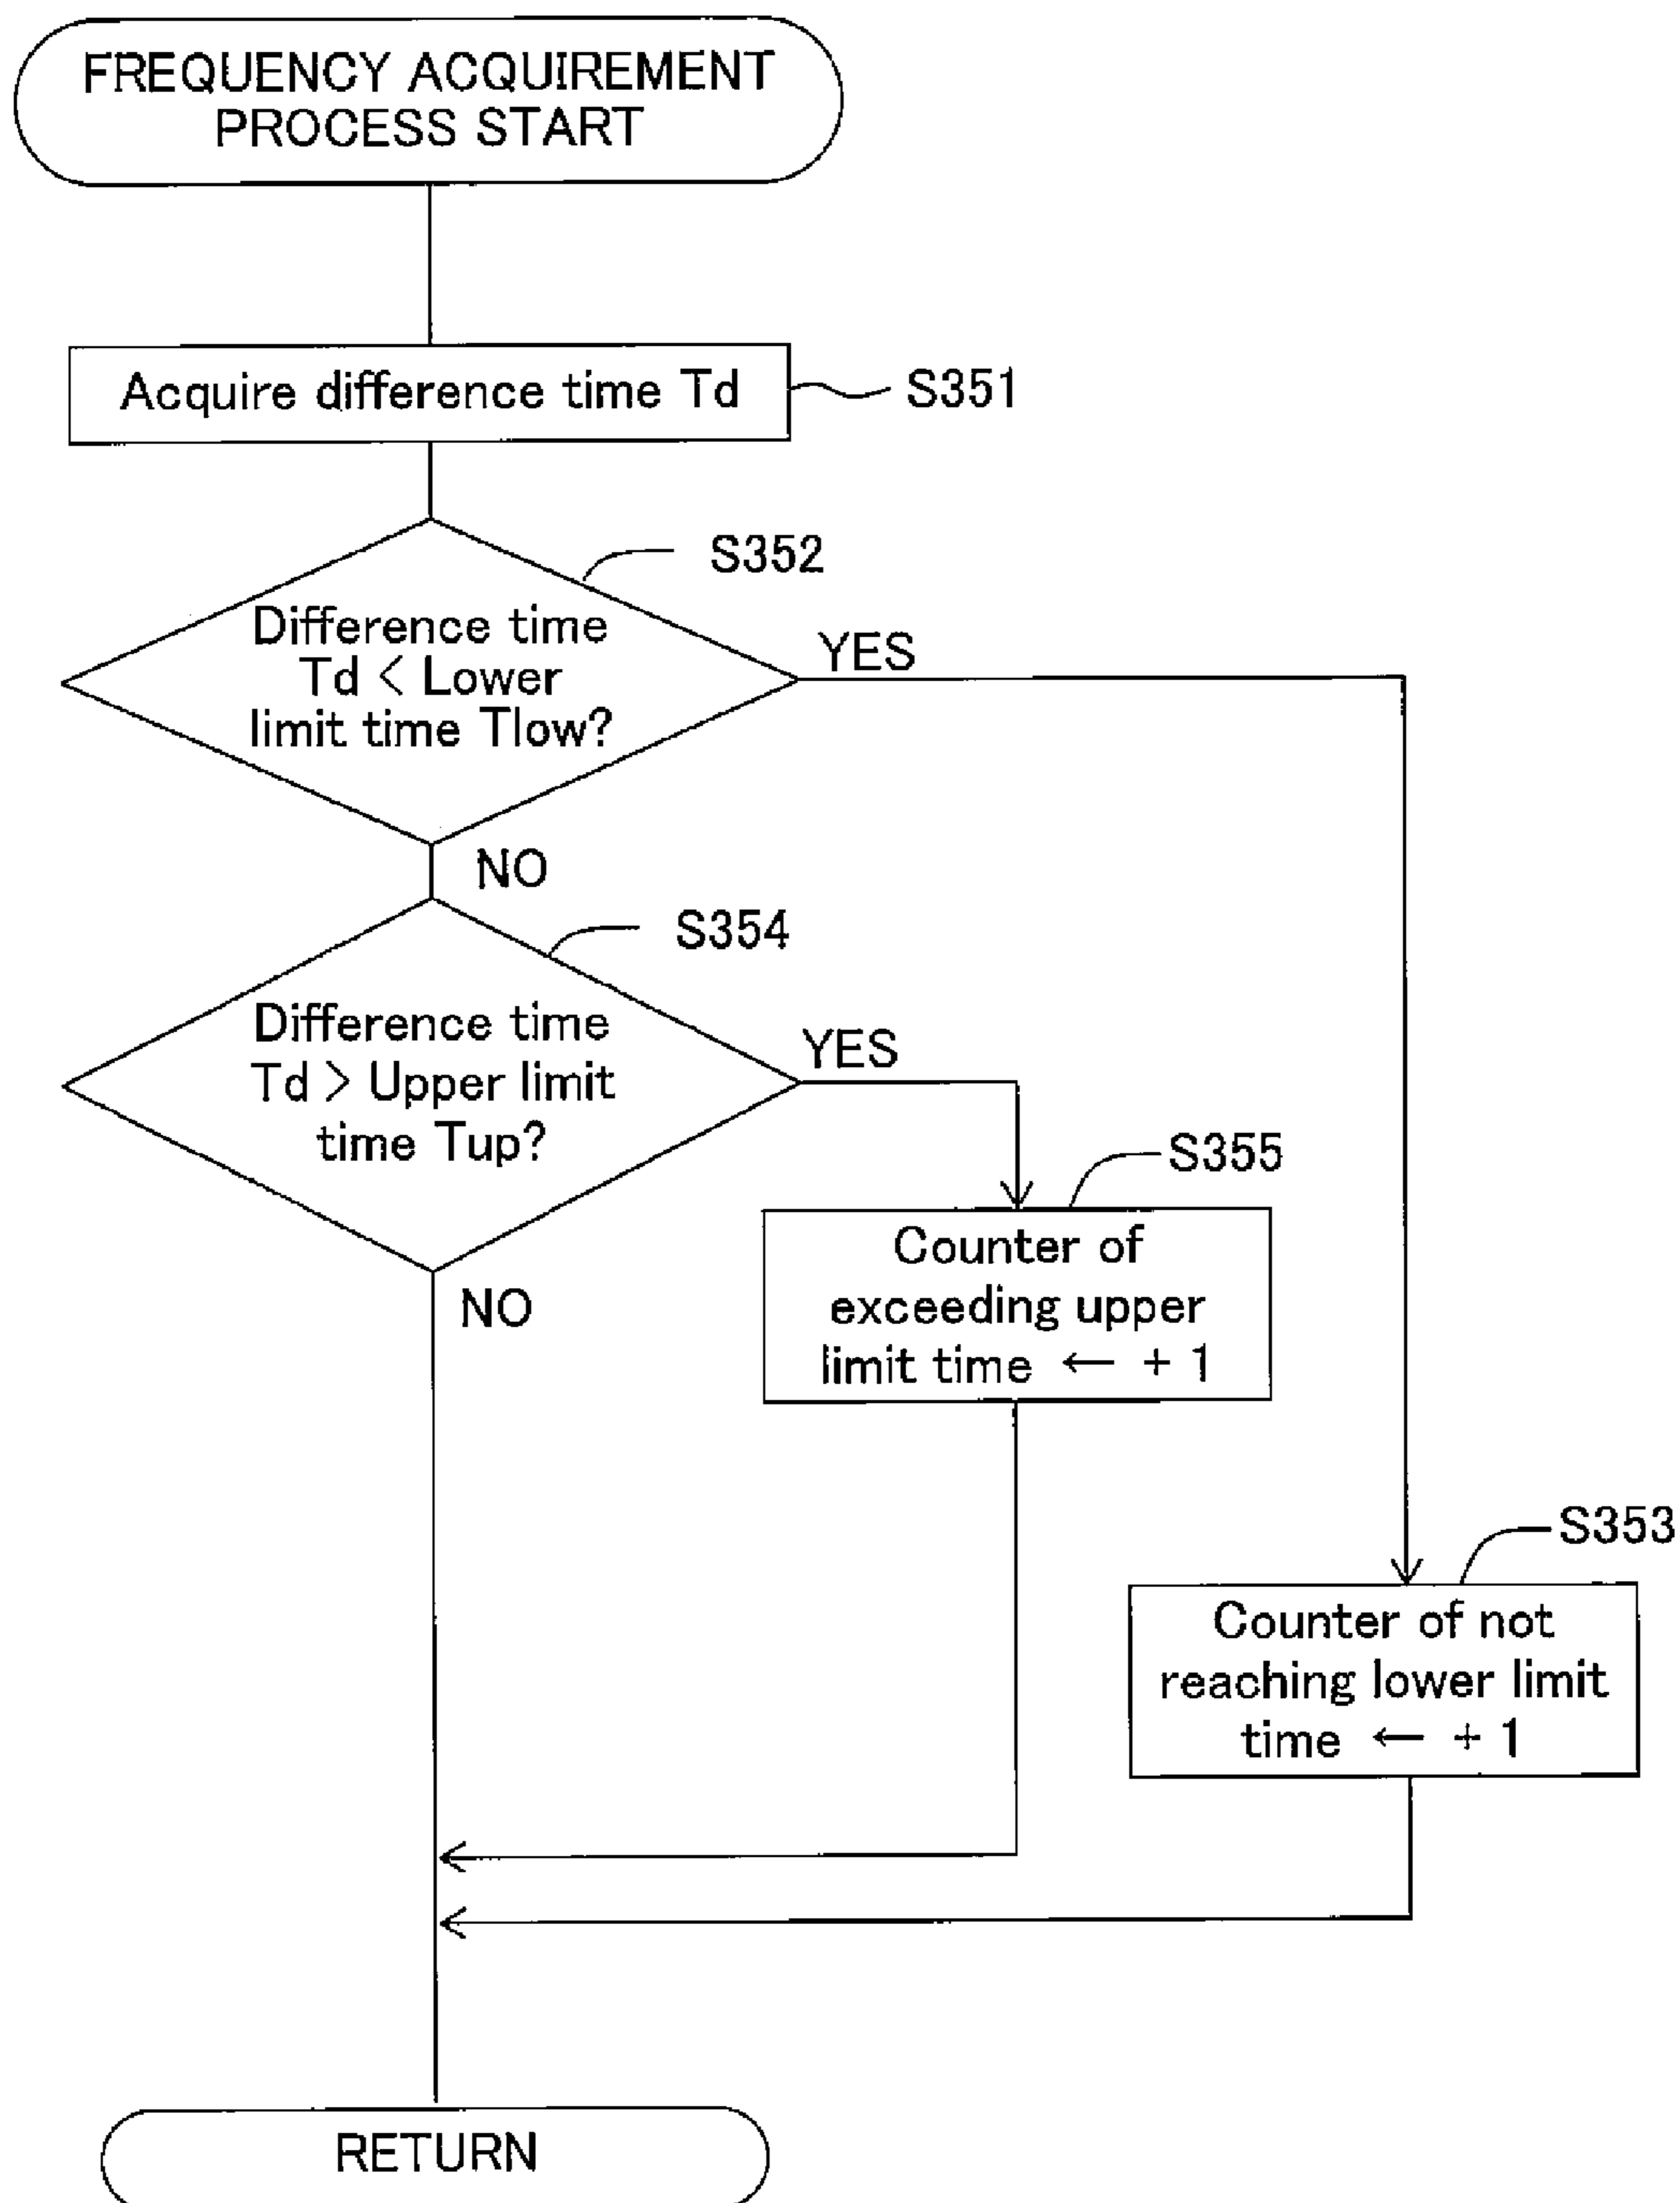 FREQUENCY ACQUIREMENT
PROCESS START
Acquire difference time Td
S351
S352
Difference time
Td < Lower
limit time Tlow?
YES
NO
S354
Difference time
Td > Upper limit
time Tup?
YES
NO
S355
Counter of
exceeding upper
limit time ← + 1
S353
Counter of not
reaching lower limit
time ← + 1
RETURN